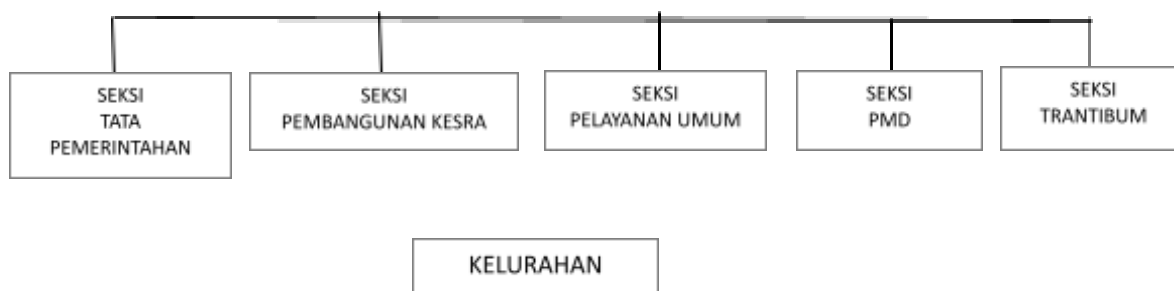 SEKSI
TATA
PEMERINTAHAN
SEKSI
PEMBANGUNAN KESRA
SEKSI
PELAYANAN UMUM
SEKSI
PMD
SEKSI
TRANTIBUM
KELURAHAN